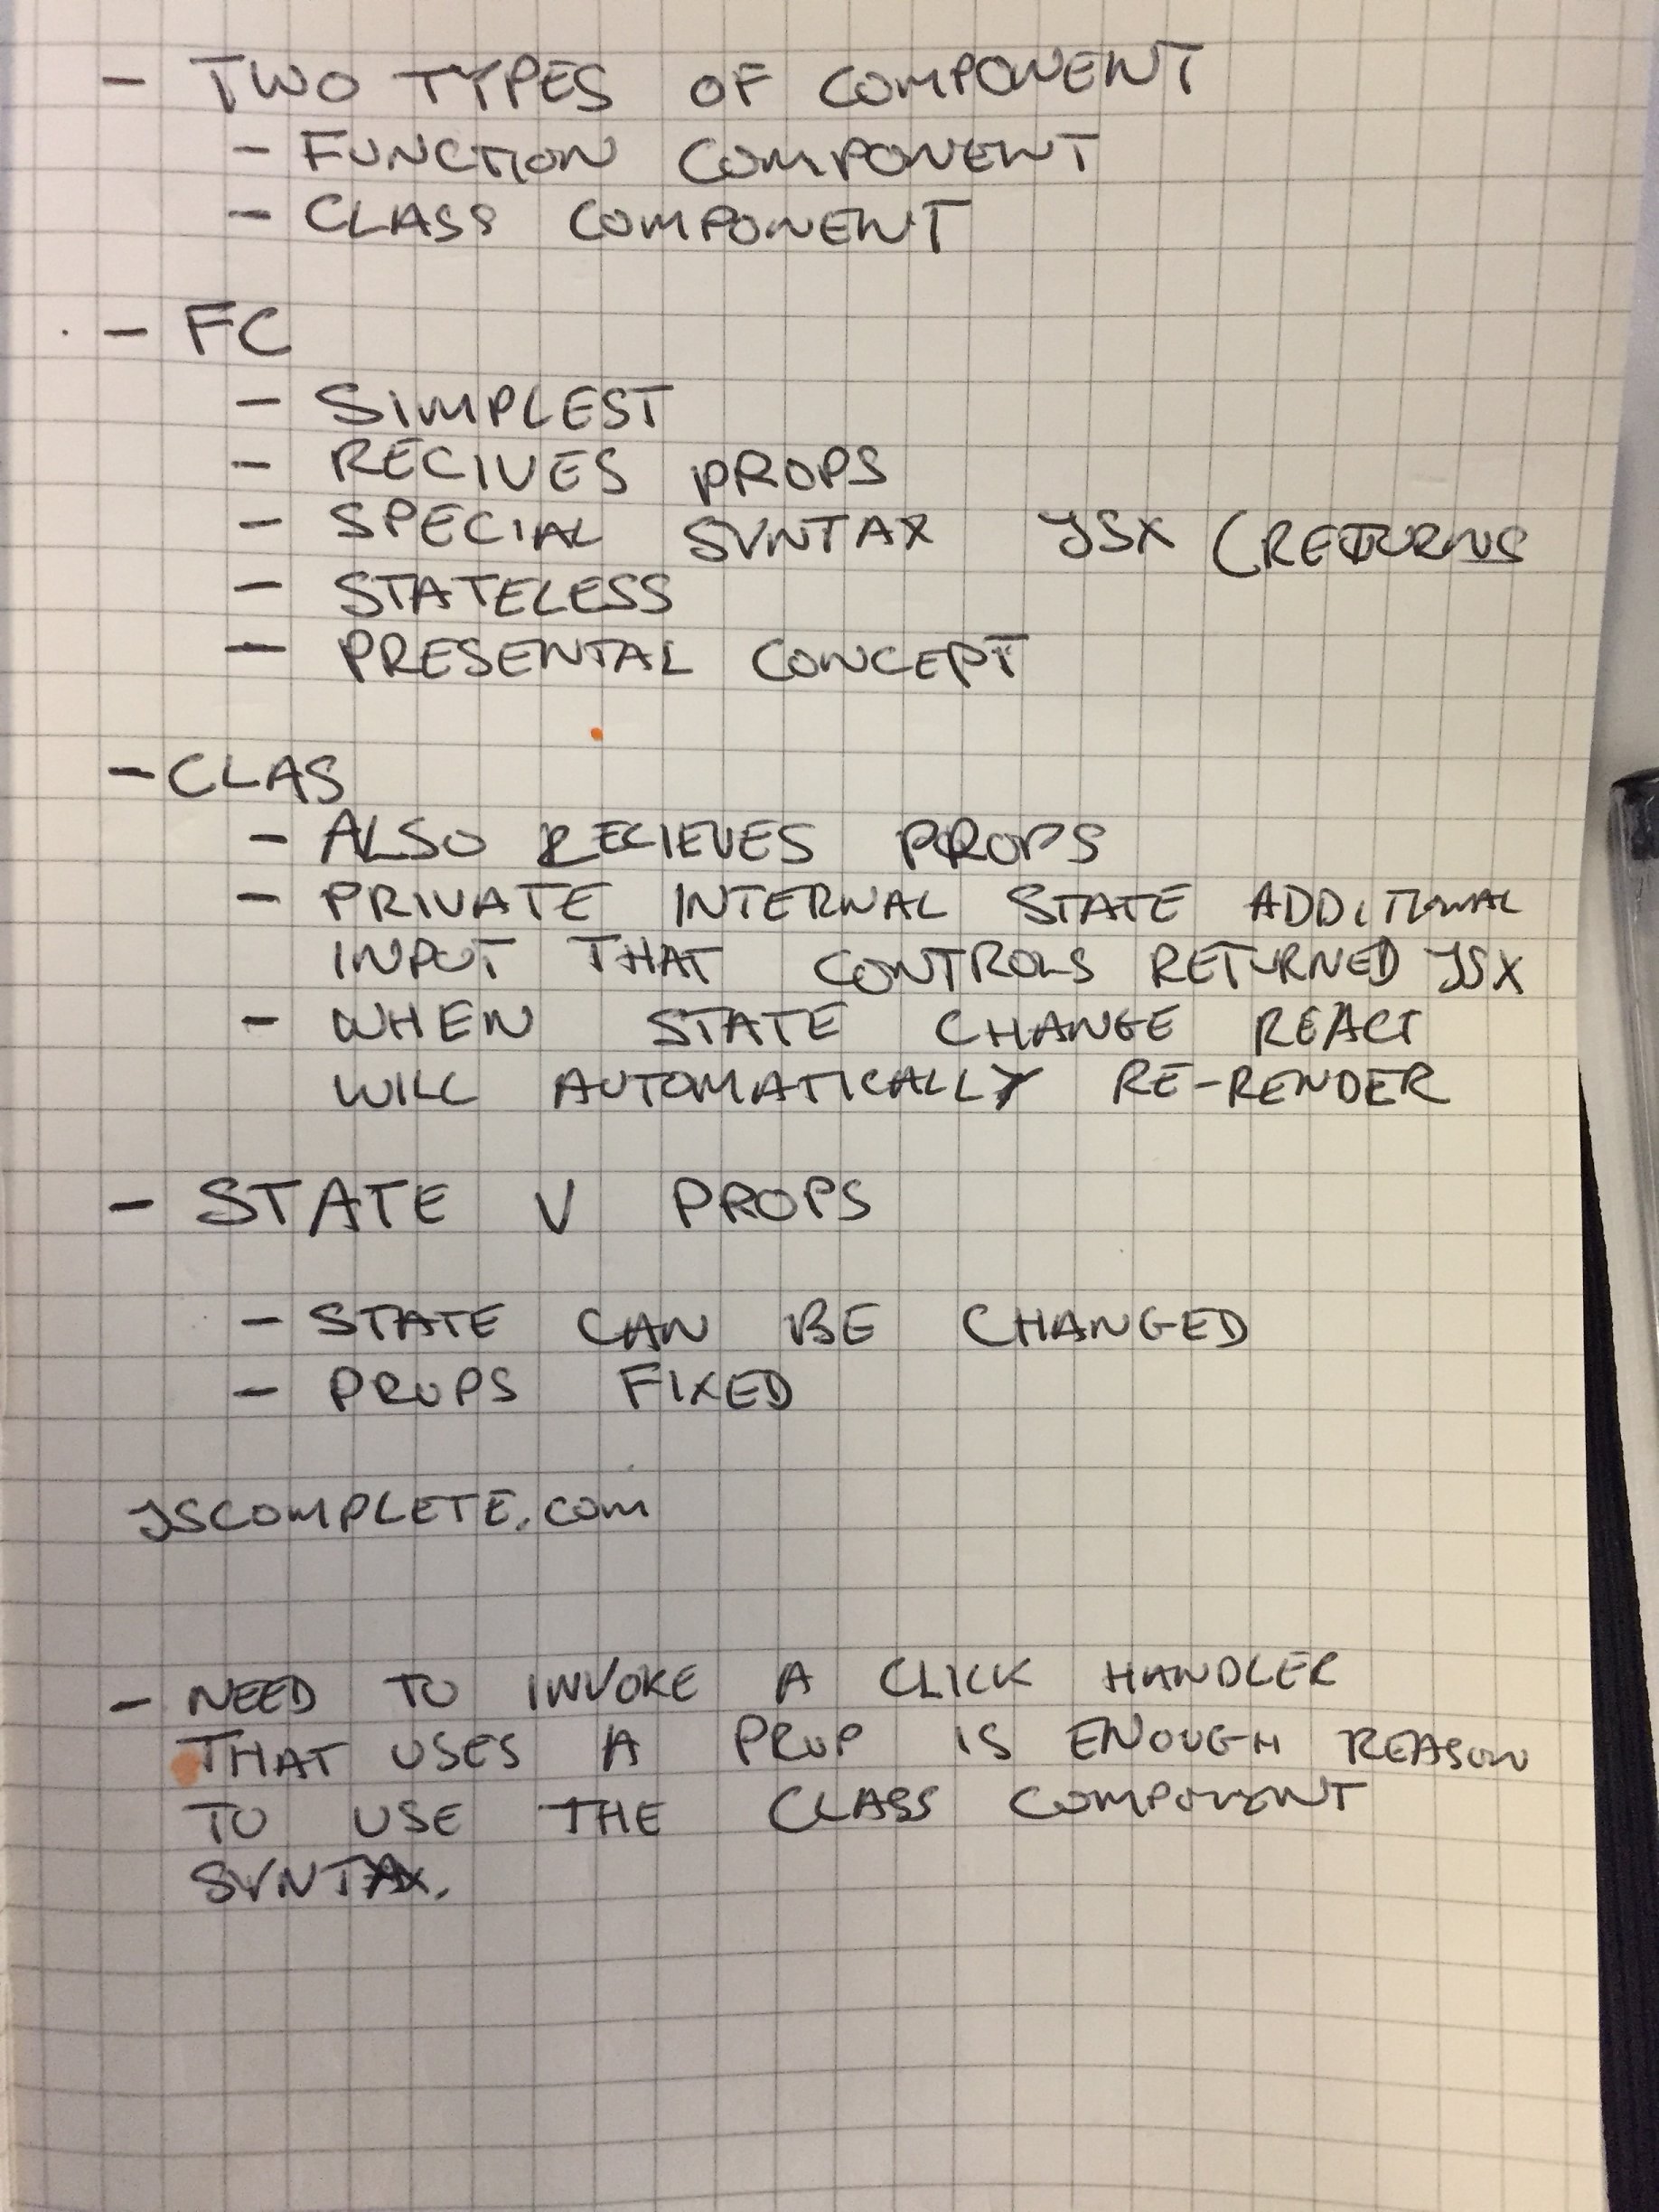 - TWO TYPES OF COMPONENT
- FUNCTION COMPONENT
- CLASS COMPONENT
- FC
- SIMPLEST
- RECIVES PROPS
- SPECIAL SYNTAX JSX (RETURNS
- STATELESS
- PRESENTAL CONCEPT
- CLAS
- ALSO RECIEVES PROPS
- PRIVATE INTERNAL STATE ADDITIONAL
INPUT THAT CONTROLS RETURNED JSX
- WHEN STATE CHANGE REACT
WILL AUTOMATICALLY RE-RENDER
- STATE V PROPS
- STATE CAN BE CHANGED
- PROPS FIXED
JSCOMPLETE.COM
- NEED TO INVOKE A CLICK HANDLER
THAT USES A PROP IS ENOUGH REASON
TO USE THE CLASS COMPONENT
SYNTAX.